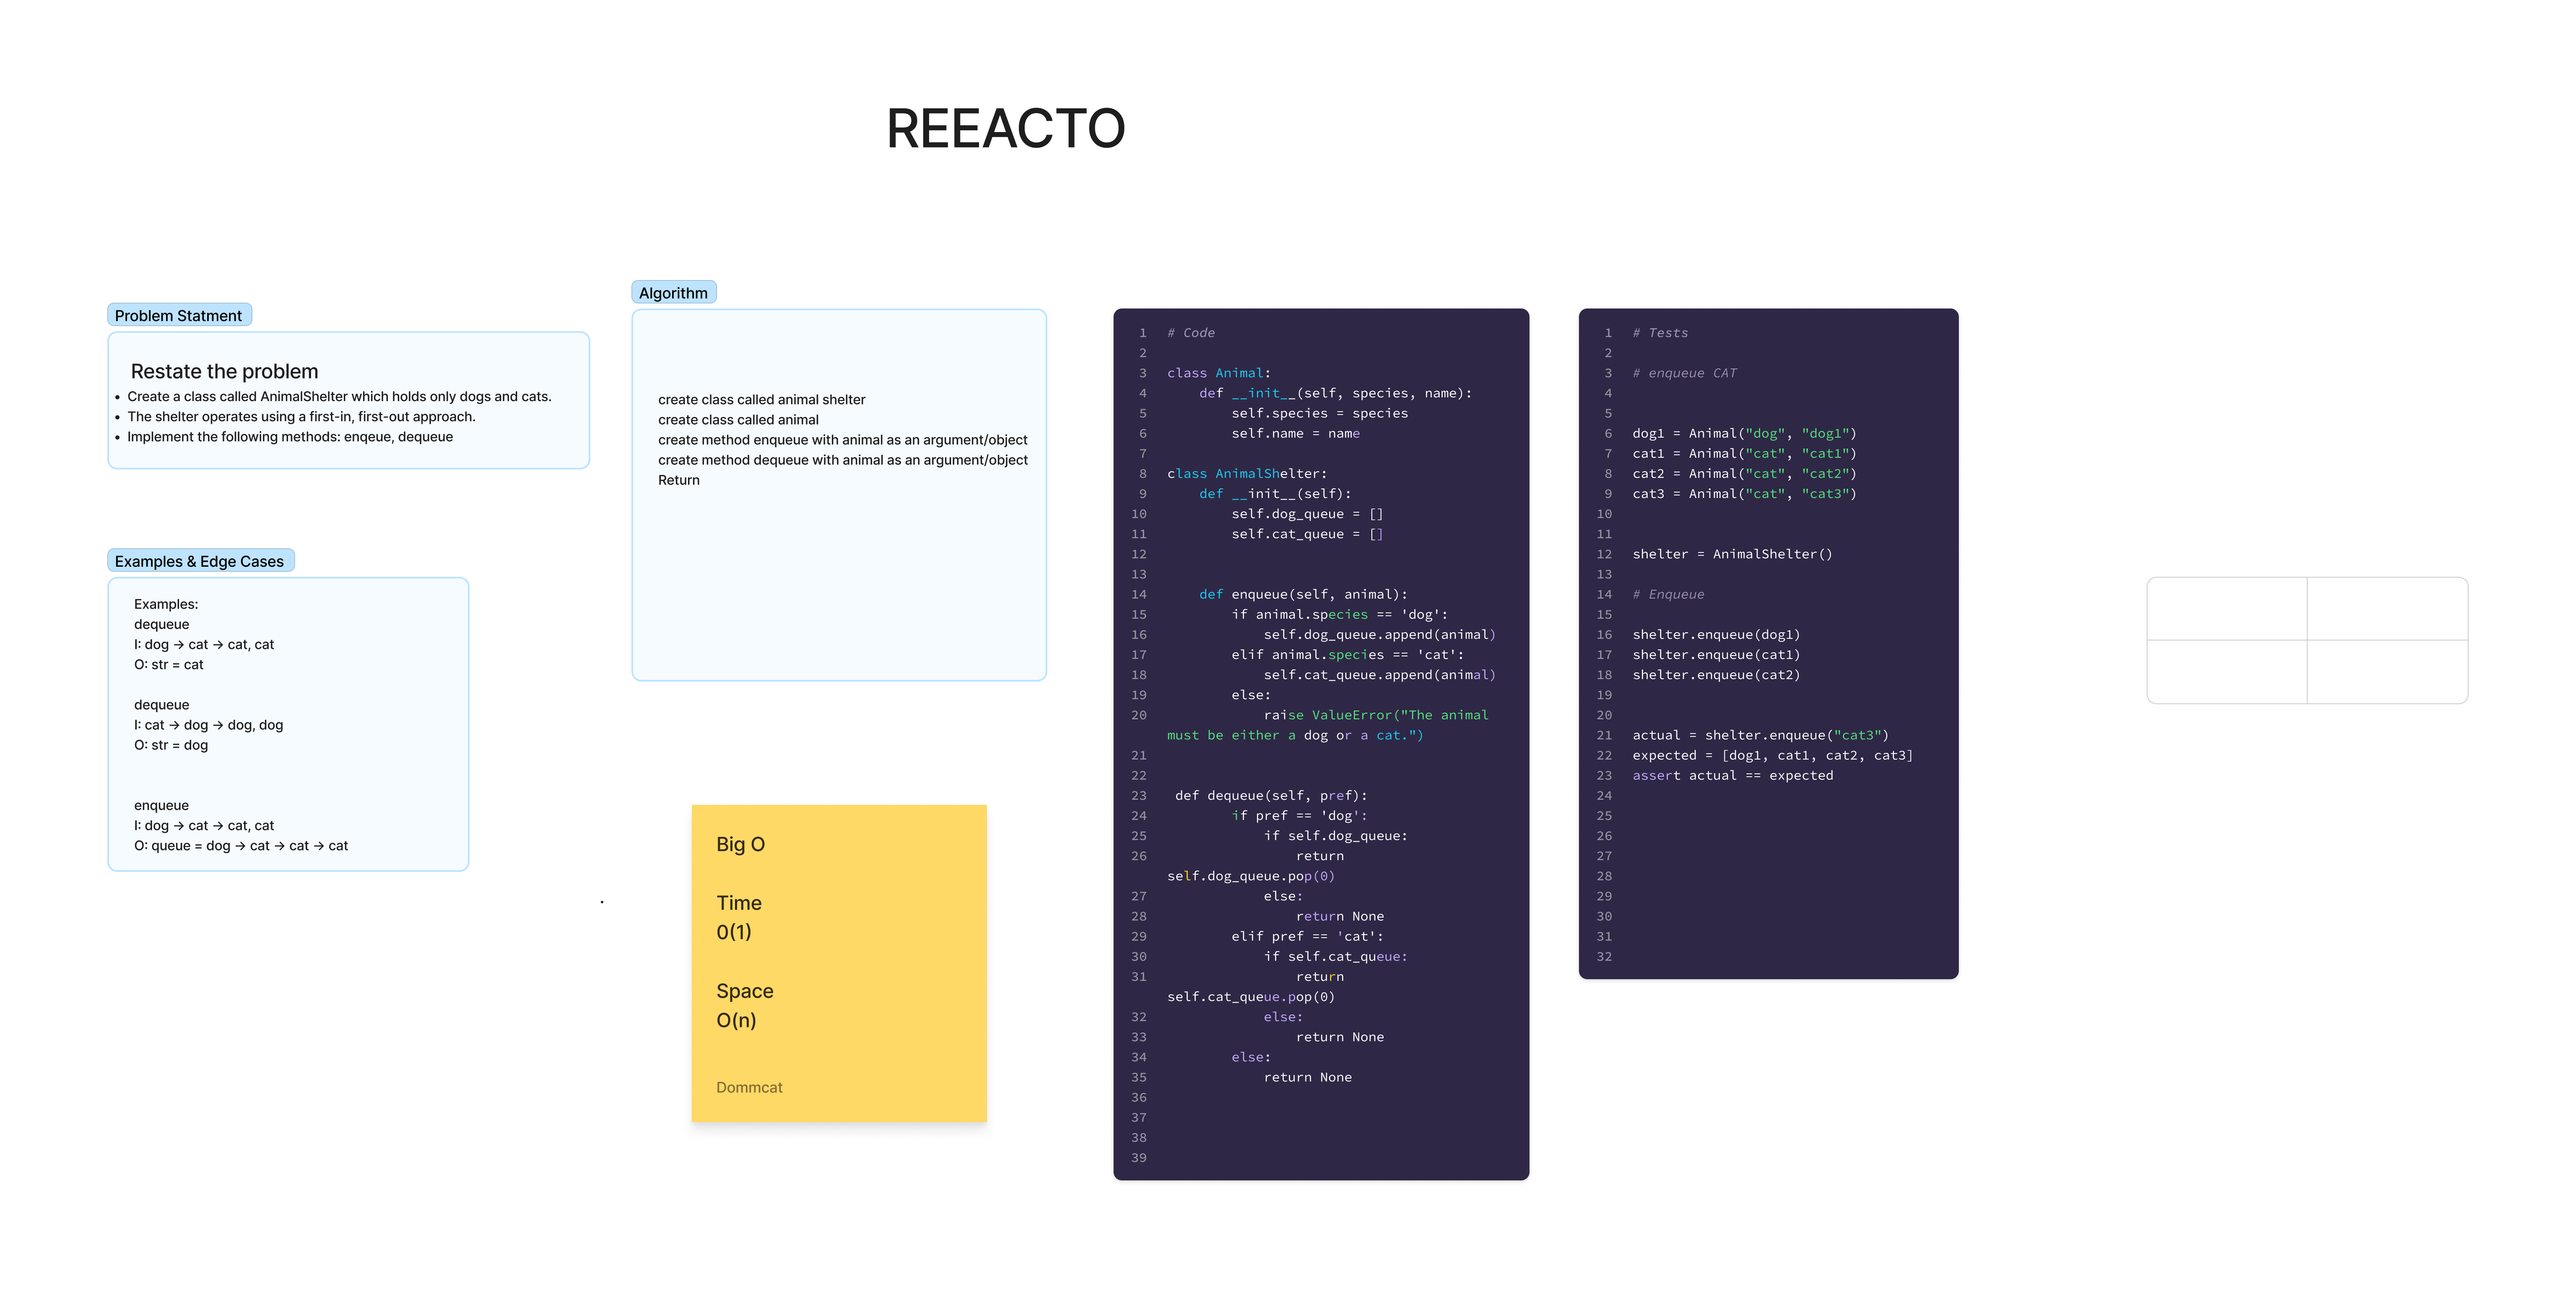 REEACTO
Problem Statment
Restate the problem
• Create a class called AnimalShelter which holds only dogs and cats.
• The shelter operates using a first-in, first-out approach.
• Implement the following methods: enqeue, dequeue
Examples & Edge Cases
Examples:
dequeue
I: dog → cat → cat, cat
O: str = cat
dequeue
I: cat → dog → dog, dog
O: str = dog
enqueue
I: dog → cat → cat, cat
O: queue = dog → cat → cat → cat
Algorithm
create class called animal shelter
create class called animal
create method enqueue with animal as an argument/object
create method dequeue with animal as an argument/object
Return
Big O
Time
0(1)
Space
O(n)
Dommcat
1 # Code
2
3 class Animal:
4     def __init__(self, species, name):
5         self.species = species
6         self.name = name
7
8 class AnimalShelter:
9     def __init__(self):
10         self.dog_queue = []
11         self.cat_queue = []
12
13
14     def enqueue(self, animal):
15         if animal.species == 'dog':
16             self.dog_queue.append(animal)
17         elif animal.species == 'cat':
18             self.cat_queue.append(animal)
19         else:
20             raise ValueError("The animal
must be either a dog or a cat.")
21
22
23  def dequeue(self, pref):
24         if pref == 'dog':
25             if self.dog_queue:
26                 return
self.dog_queue.pop(0)
27             else:
28                 return None
29         elif pref == 'cat':
30             if self.cat_queue:
31                 return
self.cat_queue.pop(0)
32             else:
33                 return None
34         else:
35             return None
36
37
38
39
1 # Tests
2
3 # enqueue CAT
4
5
6 dog1 = Animal("dog", "dog1")
7 cat1 = Animal("cat", "cat1")
8 cat2 = Animal("cat", "cat2")
9 cat3 = Animal("cat", "cat3")
10
11
12 shelter = AnimalShelter()
13
14 # Enqueue
15
16 shelter.enqueue(dog1)
17 shelter.enqueue(cat1)
18 shelter.enqueue(cat2)
19
20
21 actual = shelter.enqueue("cat3")
22 expected = [dog1, cat1, cat2, cat3]
23 assert actual == expected
24
25
26
27
28
29
30
31
32